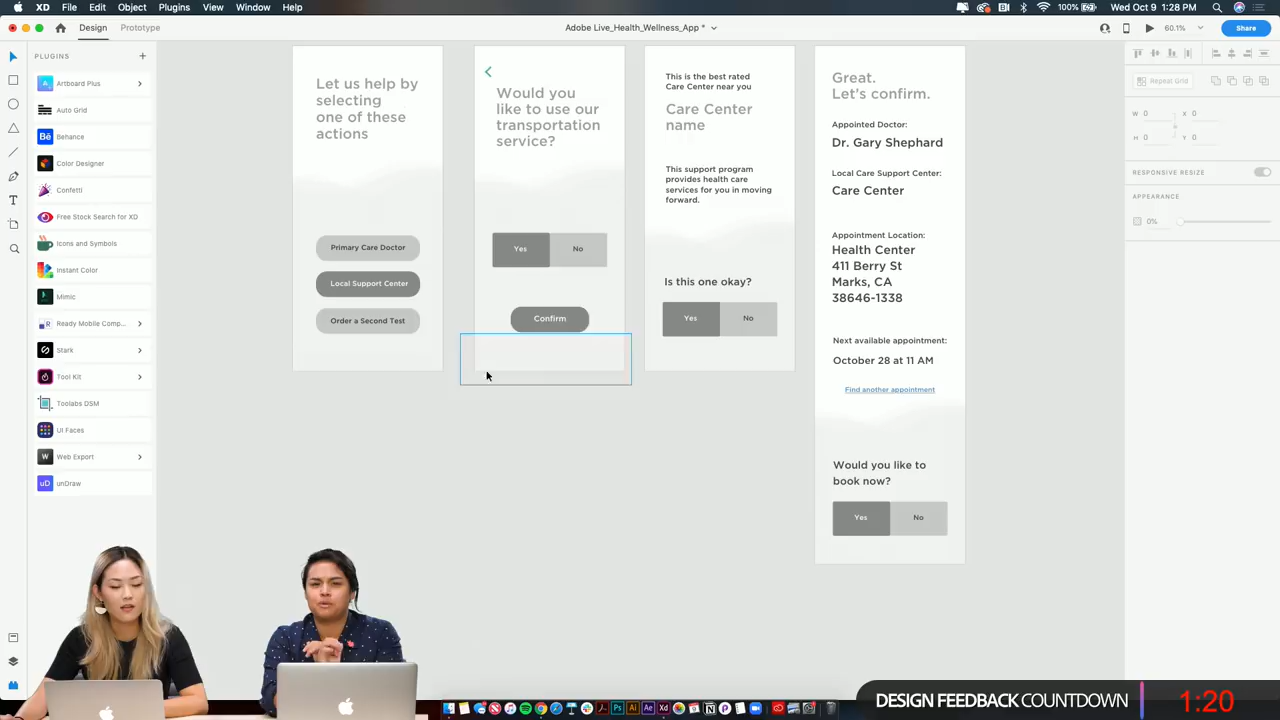 XD File Edit Object Plugins View Window Help
100% Wed Oct 9 1:28 PM
Design Prototype
Adobe Live_Health_Wellness_App *
60.1%
Share
PLUGINS
Artboard Plus
Auto Grid
Behance
Color Designer
Confetti
Free Stock Search for XD
Icons and Symbols
Instant Color
Mimic
Ready Mobile Comp...
Stark
Tool Kit
Toolabs DSM
UI Faces
Web Export
unDraw
Let us help by
selecting
one of these
actions
Primary Care Doctor
Local Support Center
Order a Second Test
Would you
like to use our
transportation
service?
Yes No
Confirm
This is the best rated
Care Center near you
Care Center
name
This support program
provides health care
services for you in moving
forward.
Is this one okay?
Yes No
Great.
Let's confirm.
Appointed Doctor:
Dr. Gary Shephard
Local Care Support Center:
Care Center
Appointment Location:
Health Center
411 Berry St
Marks, CA
38646-1338
Next available appointment:
October 28 at 11 AM
Find another appointment
Would you like to
book now?
Yes No
Repeat Grid
W 0 X 0
H 0 Y 0
RESPONSIVE RESIZE
APPEARANCE
0%
DESIGN FEEDBACK COUNTDOWN 1:20